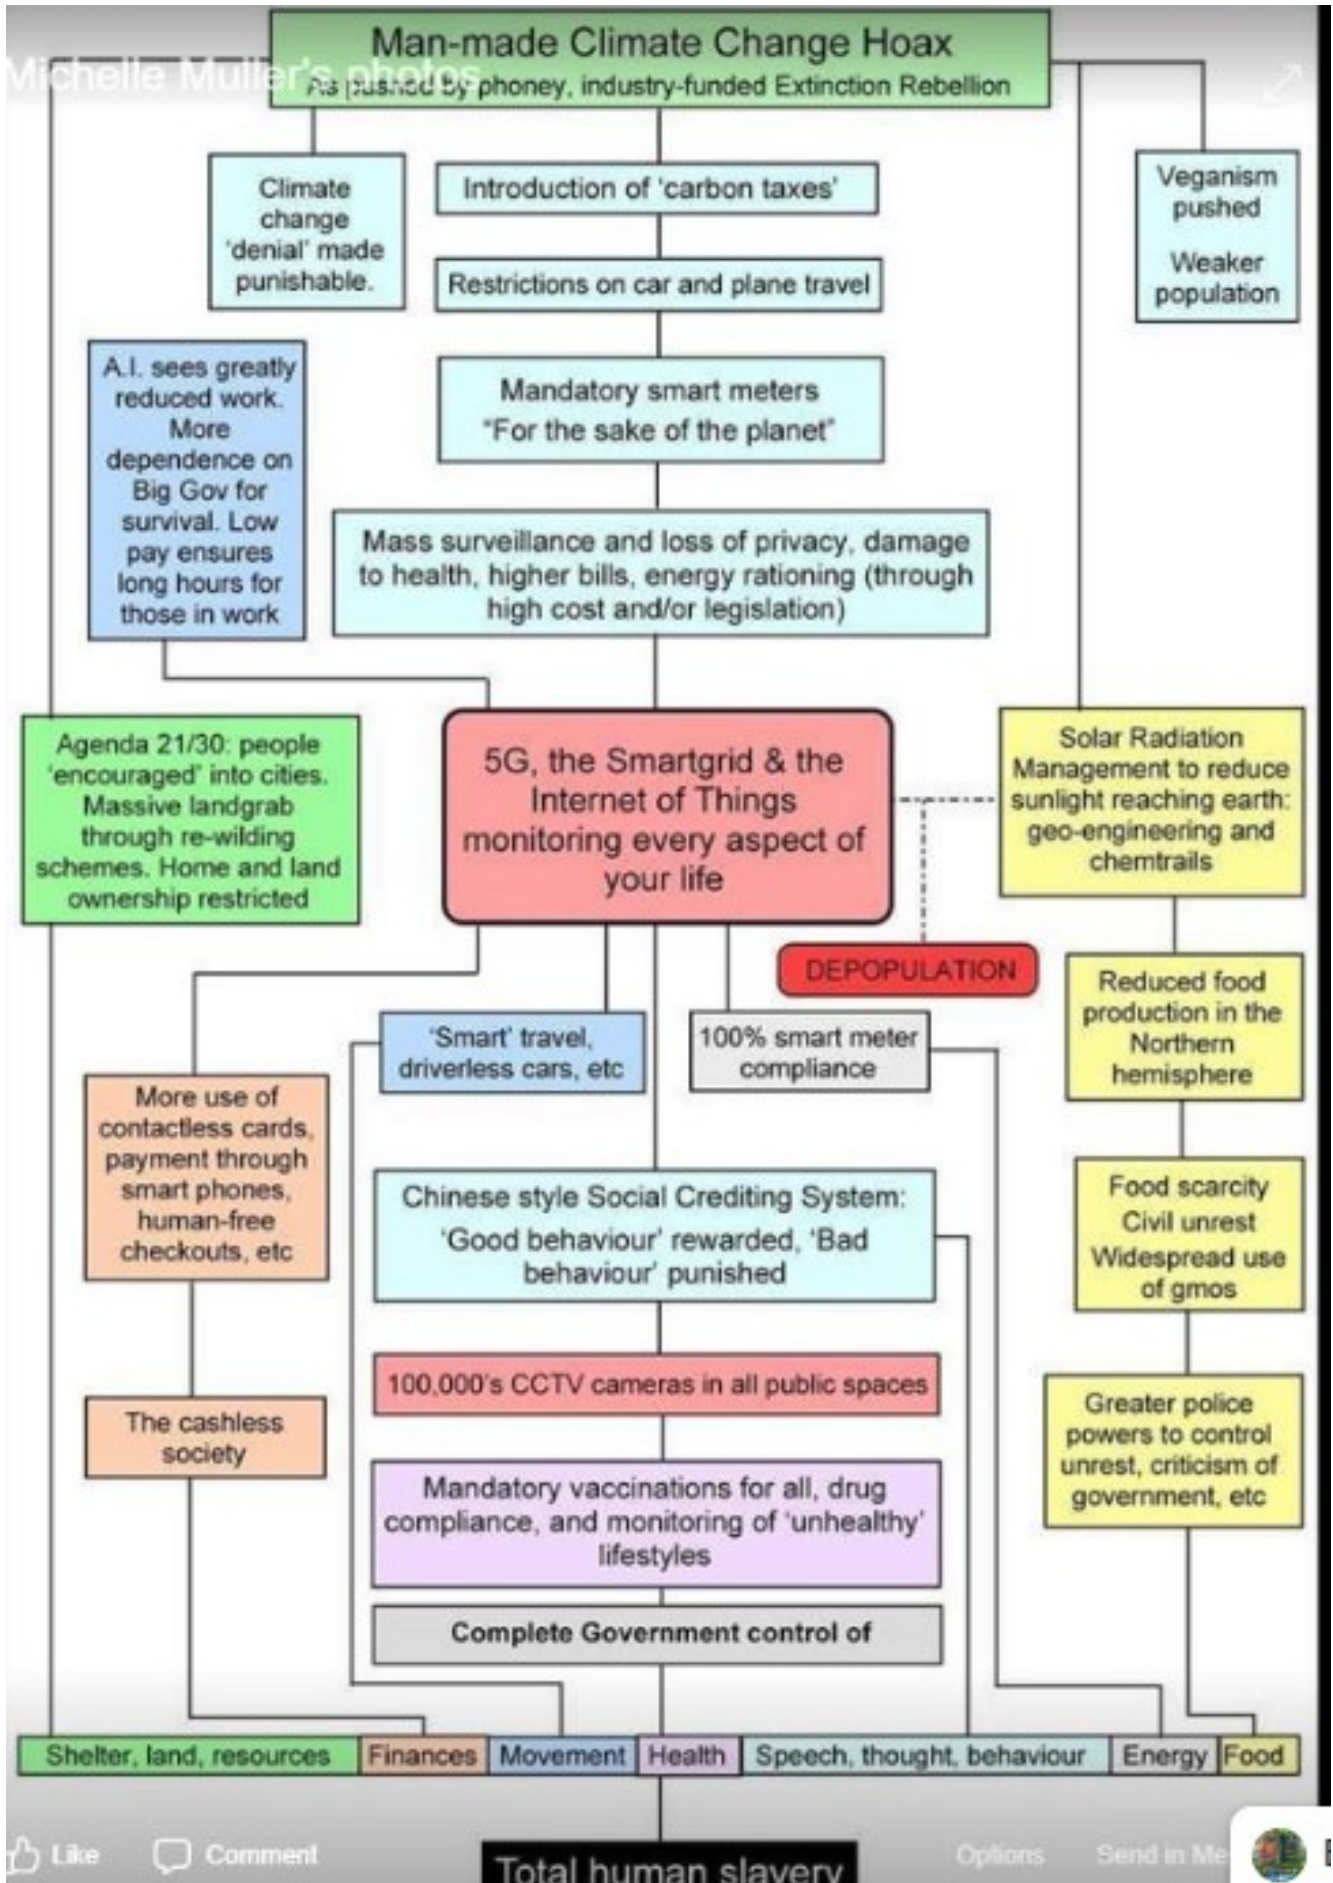 Man-made Climate Change Hoax
Michelle Muller's photos
As pushed by phoney, industry-funded Extinction Rebellion
Climate
change
'denial' made
punishable.
Introduction of 'carbon taxes'
Restrictions on car and plane travel
Veganism
pushed
Weaker
population
A.I. sees greatly
reduced work.
More
dependence on
Big Gov for
survival. Low
pay ensures
long hours for
those in work
Mandatory smart meters
"For the sake of the planet"
Mass surveillance and loss of privacy, damage
to health, higher bills, energy rationing (through
high cost and/or legislation)
Agenda 21/30: people
'encouraged' into cities.
Massive landgrab
through re-wilding
schemes. Home and land
ownership restricted
5G, the Smartgrid & the
Internet of Things
monitoring every aspect of
your life
Solar Radiation
Management to reduce
sunlight reaching earth:
geo-engineering and
chemtrails
DEPOPULATION
Reduced food
production in the
Northern
hemisphere
'Smart' travel,
driverless cars, etc
100% smart meter
compliance
More use of
contactless cards,
payment through
smart phones,
human-free
checkouts, etc
Chinese style Social Crediting System:
'Good behaviour' rewarded, 'Bad
behaviour' punished
Food scarcity
Civil unrest
Widespread use
of gmos
100,000's CCTV cameras in all public spaces
The cashless
society
Greater police
powers to control
unrest, criticism of
government, etc
Mandatory vaccinations for all, drug
compliance, and monitoring of 'unhealthy'
lifestyles
Complete Government control of
Shelter, land, resources
Finances
Movement
Health
Speech, thought, behaviour
Energy
Food
Like
Comment
Options
Send in Me
Total human slavery